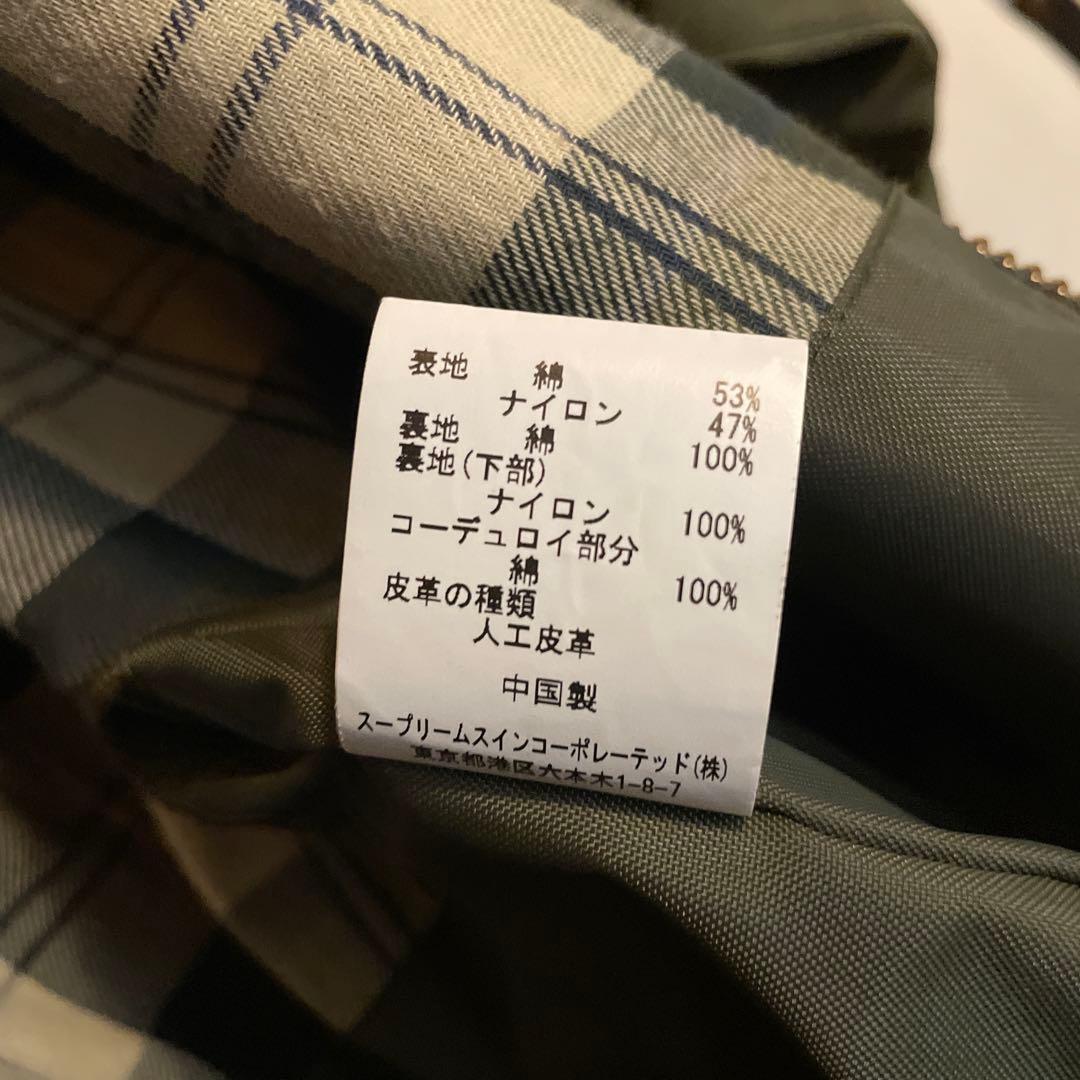 表地 綿 53%
ナイロン 47%
裏地 綿 100%
裏地(下部)
ナイロン 100%
コーデュロイ部分
綿 100%
皮革の種類
人工皮革
中国製
スープリームスインコーポレーテッド(株)
東京都港区六本木1-8-7